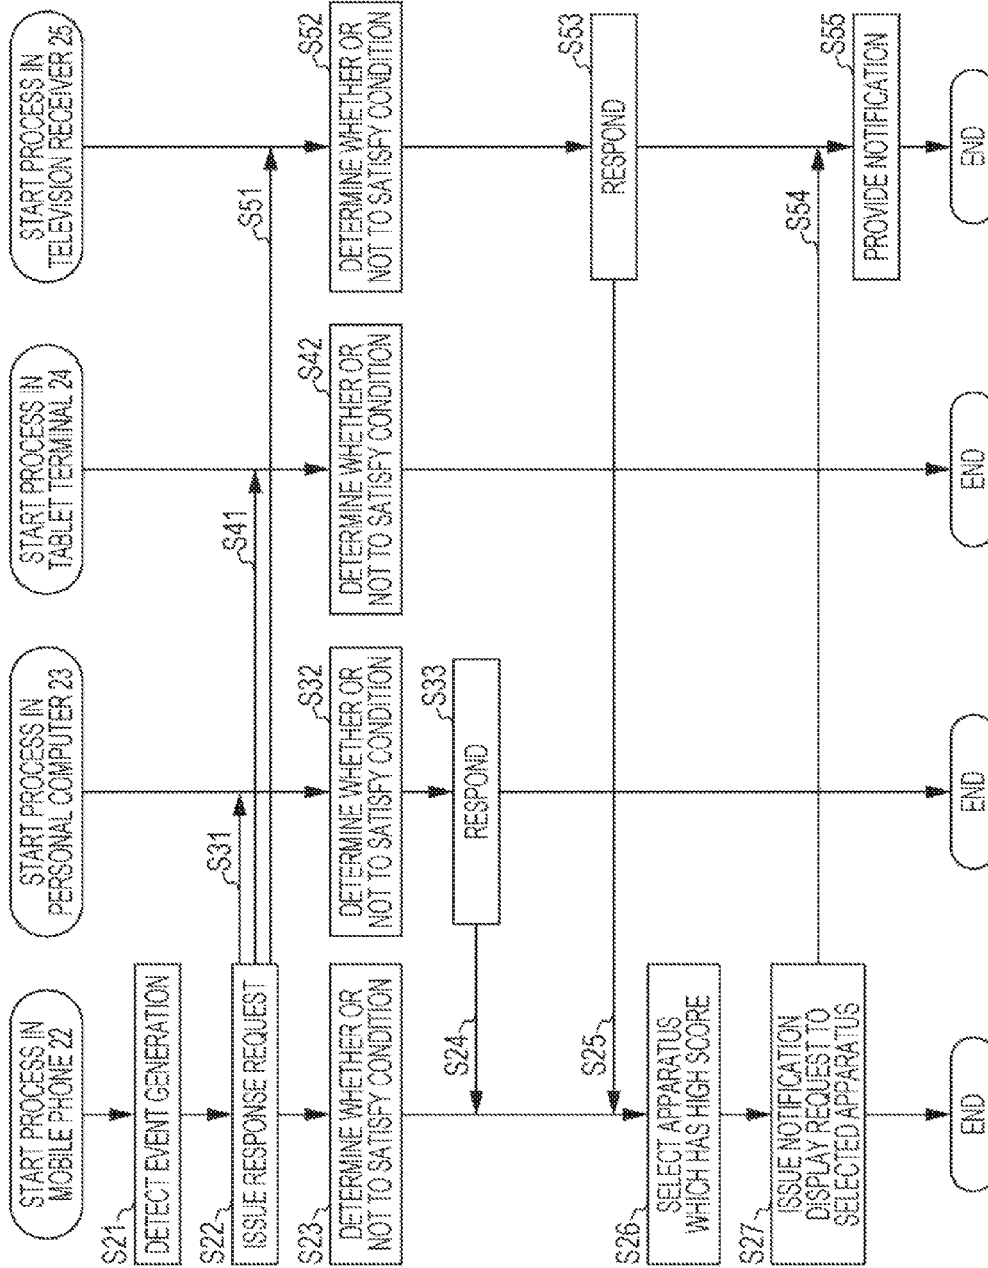 START PROCESS IN
MOBILE PHONE 22
S21
DETECT EVENT GENERATION
S22
ISSUE RESPONSE REQUEST
S23
DETERMINE WHETHER OR
NOT TO SATISFY CONDITION
S24
S25
S26
SELECT APPARATUS
WHICH HAS HIGH SCORE
S27
ISSUE NOTIFICATION
DISPLAY REQUEST TO
SELECTED APPARATUS
END
START PROCESS IN
PERSONAL COMPUTER 23
S31
S32
DETERMINE WHETHER OR
NOT TO SATISFY CONDITION
S33
RESPOND
END
START PROCESS IN
TABLET TERMINAL 24
S41
S42
DETERMINE WHETHER OR
NOT TO SATISFY CONDITION
END
START PROCESS IN
TELEVISION RECEIVER 25
S51
S52
DETERMINE WHETHER OR
NOT TO SATISFY CONDITION
S53
RESPOND
S54
S55
PROVIDE NOTIFICATION
END